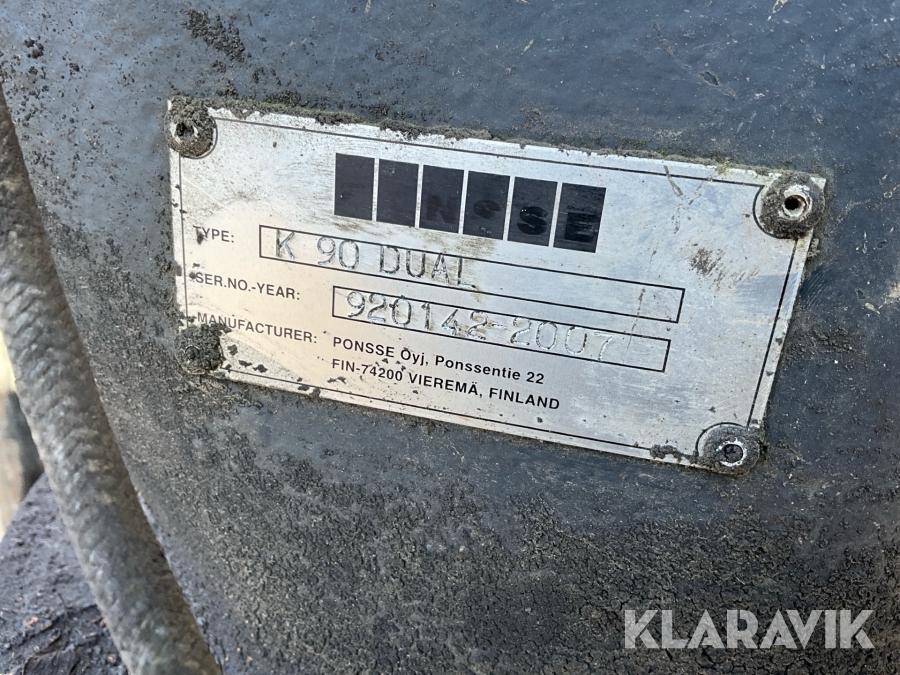 PONSSE
TYPE: K 90 DUAL
SER.NO.-YEAR: 920142-2007
MANUFACTURER: PONSSE Oyj, Ponssentie 22
FIN-74200 VIEREMÄ, FINLAND
KLARAVIK